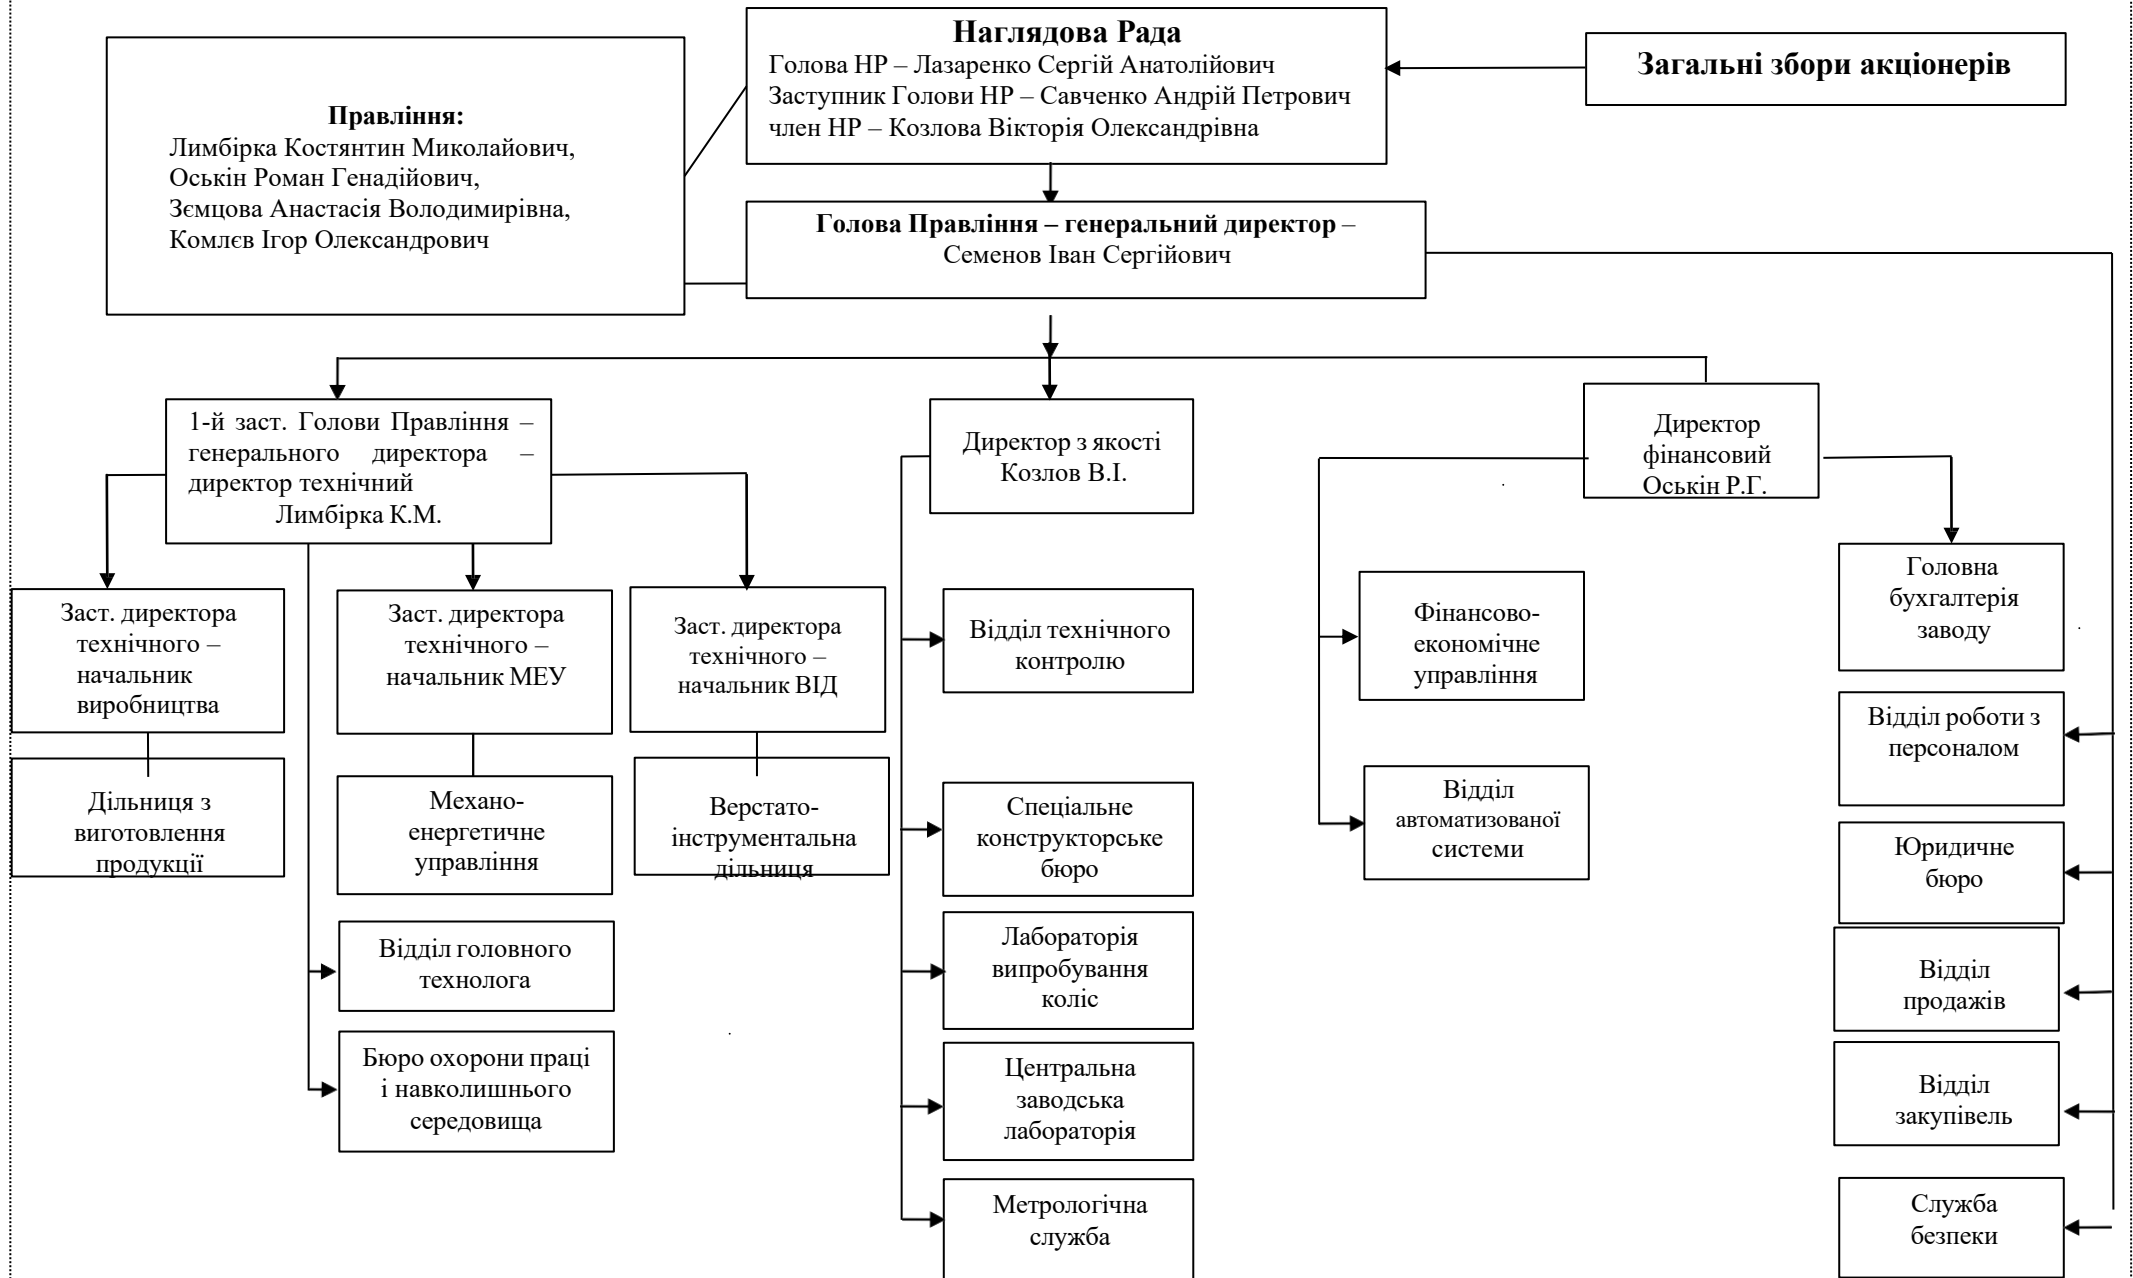 Наглядова Рада
Голова НР – Лазаренко Сергій Анатолійович
Заступник Голови НР – Савченко Андрій Петрович
член НР – Козлова Вікторія Олександрівна
Загальні збори акціонерів
Правління:
Лимбірка Костянтин Миколайович,
Оськін Роман Генадійович,
Зємцова Анастасія Володимирівна,
Комлєв Ігор Олександрович
Голова Правління – генеральний директор –
Семенов Іван Сергійович
1-й заст. Голови Правління –
генерального директора –
директор технічний
Лимбірка К.М.
Директор з якості
Козлов В.І.
Директор
фінансовий
Оськін Р.Г.
Заст. директора
технічного –
начальник
виробництва
Заст. директора
технічного –
начальник МЕУ
Заст. директора
технічного –
начальник ВІД
Відділ технічного
контролю
Фінансово-
економічне
управління
Головна
бухгалтерія
заводу
Відділ роботи з
персоналом
Дільниця з
виготовлення
продукції
Механо-
енергетичне
управління
Верстато-
інструментальна
дільниця
Спеціальне
конструкторське
бюро
Відділ
автоматизованої
системи
Юридичне
бюро
Відділ головного
технолога
Лабораторія
випробування
коліс
Відділ
продажів
Бюро охорони праці
і навколишнього
середовища
Центральна
заводська
лабораторія
Відділ
закупівель
Метрологічна
служба
Служба
безпеки